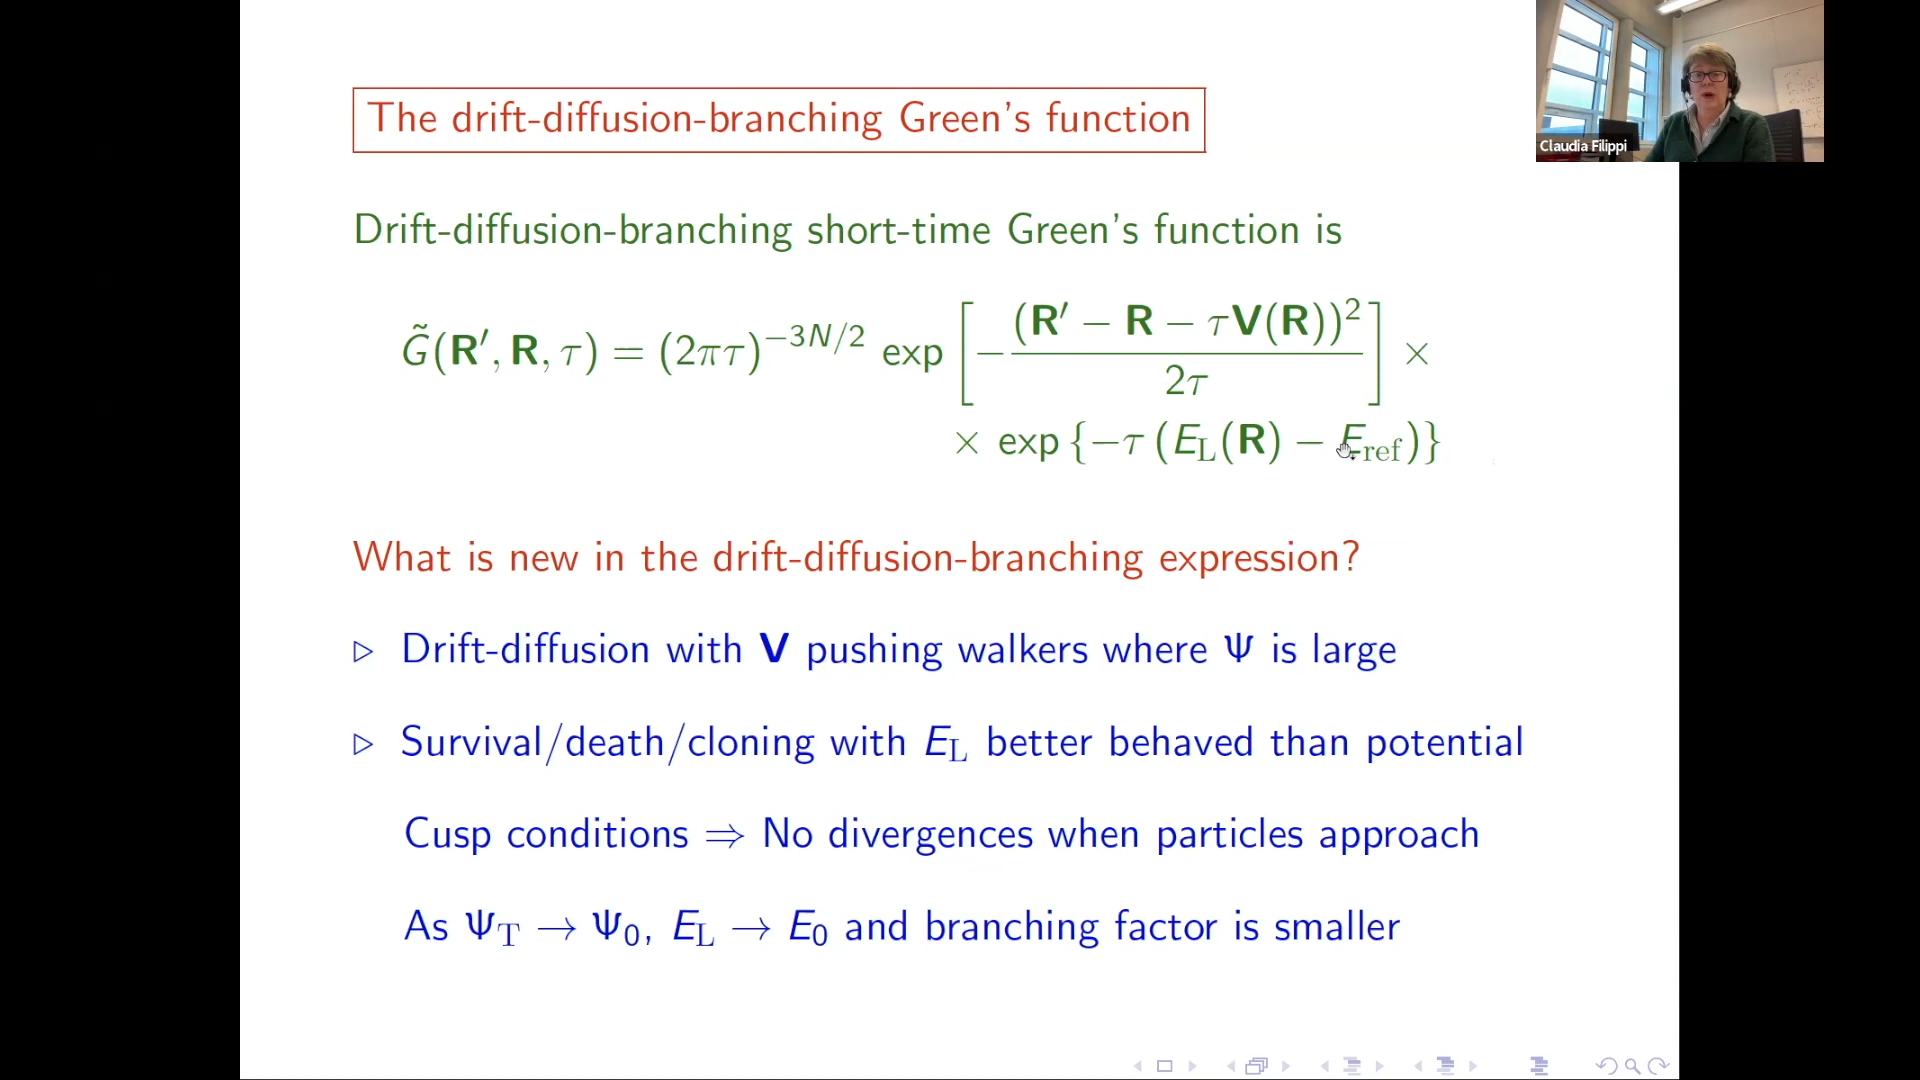 The drift-diffusion-branching Green's function
Claudia Filippi
Drift-diffusion-branching short-time Green's function is
G̃(R′, R, τ) = (2πτ)^{−3N/2} exp [ − (R′ − R − τV(R))² / 2τ ] ×
× exp {−τ (E_L(R) − E_ref)}
What is new in the drift-diffusion-branching expression?
▷ Drift-diffusion with V pushing walkers where Ψ is large
▷ Survival/death/cloning with E_L better behaved than potential
Cusp conditions ⇒ No divergences when particles approach
As Ψ_T → Ψ_0, E_L → E_0 and branching factor is smaller